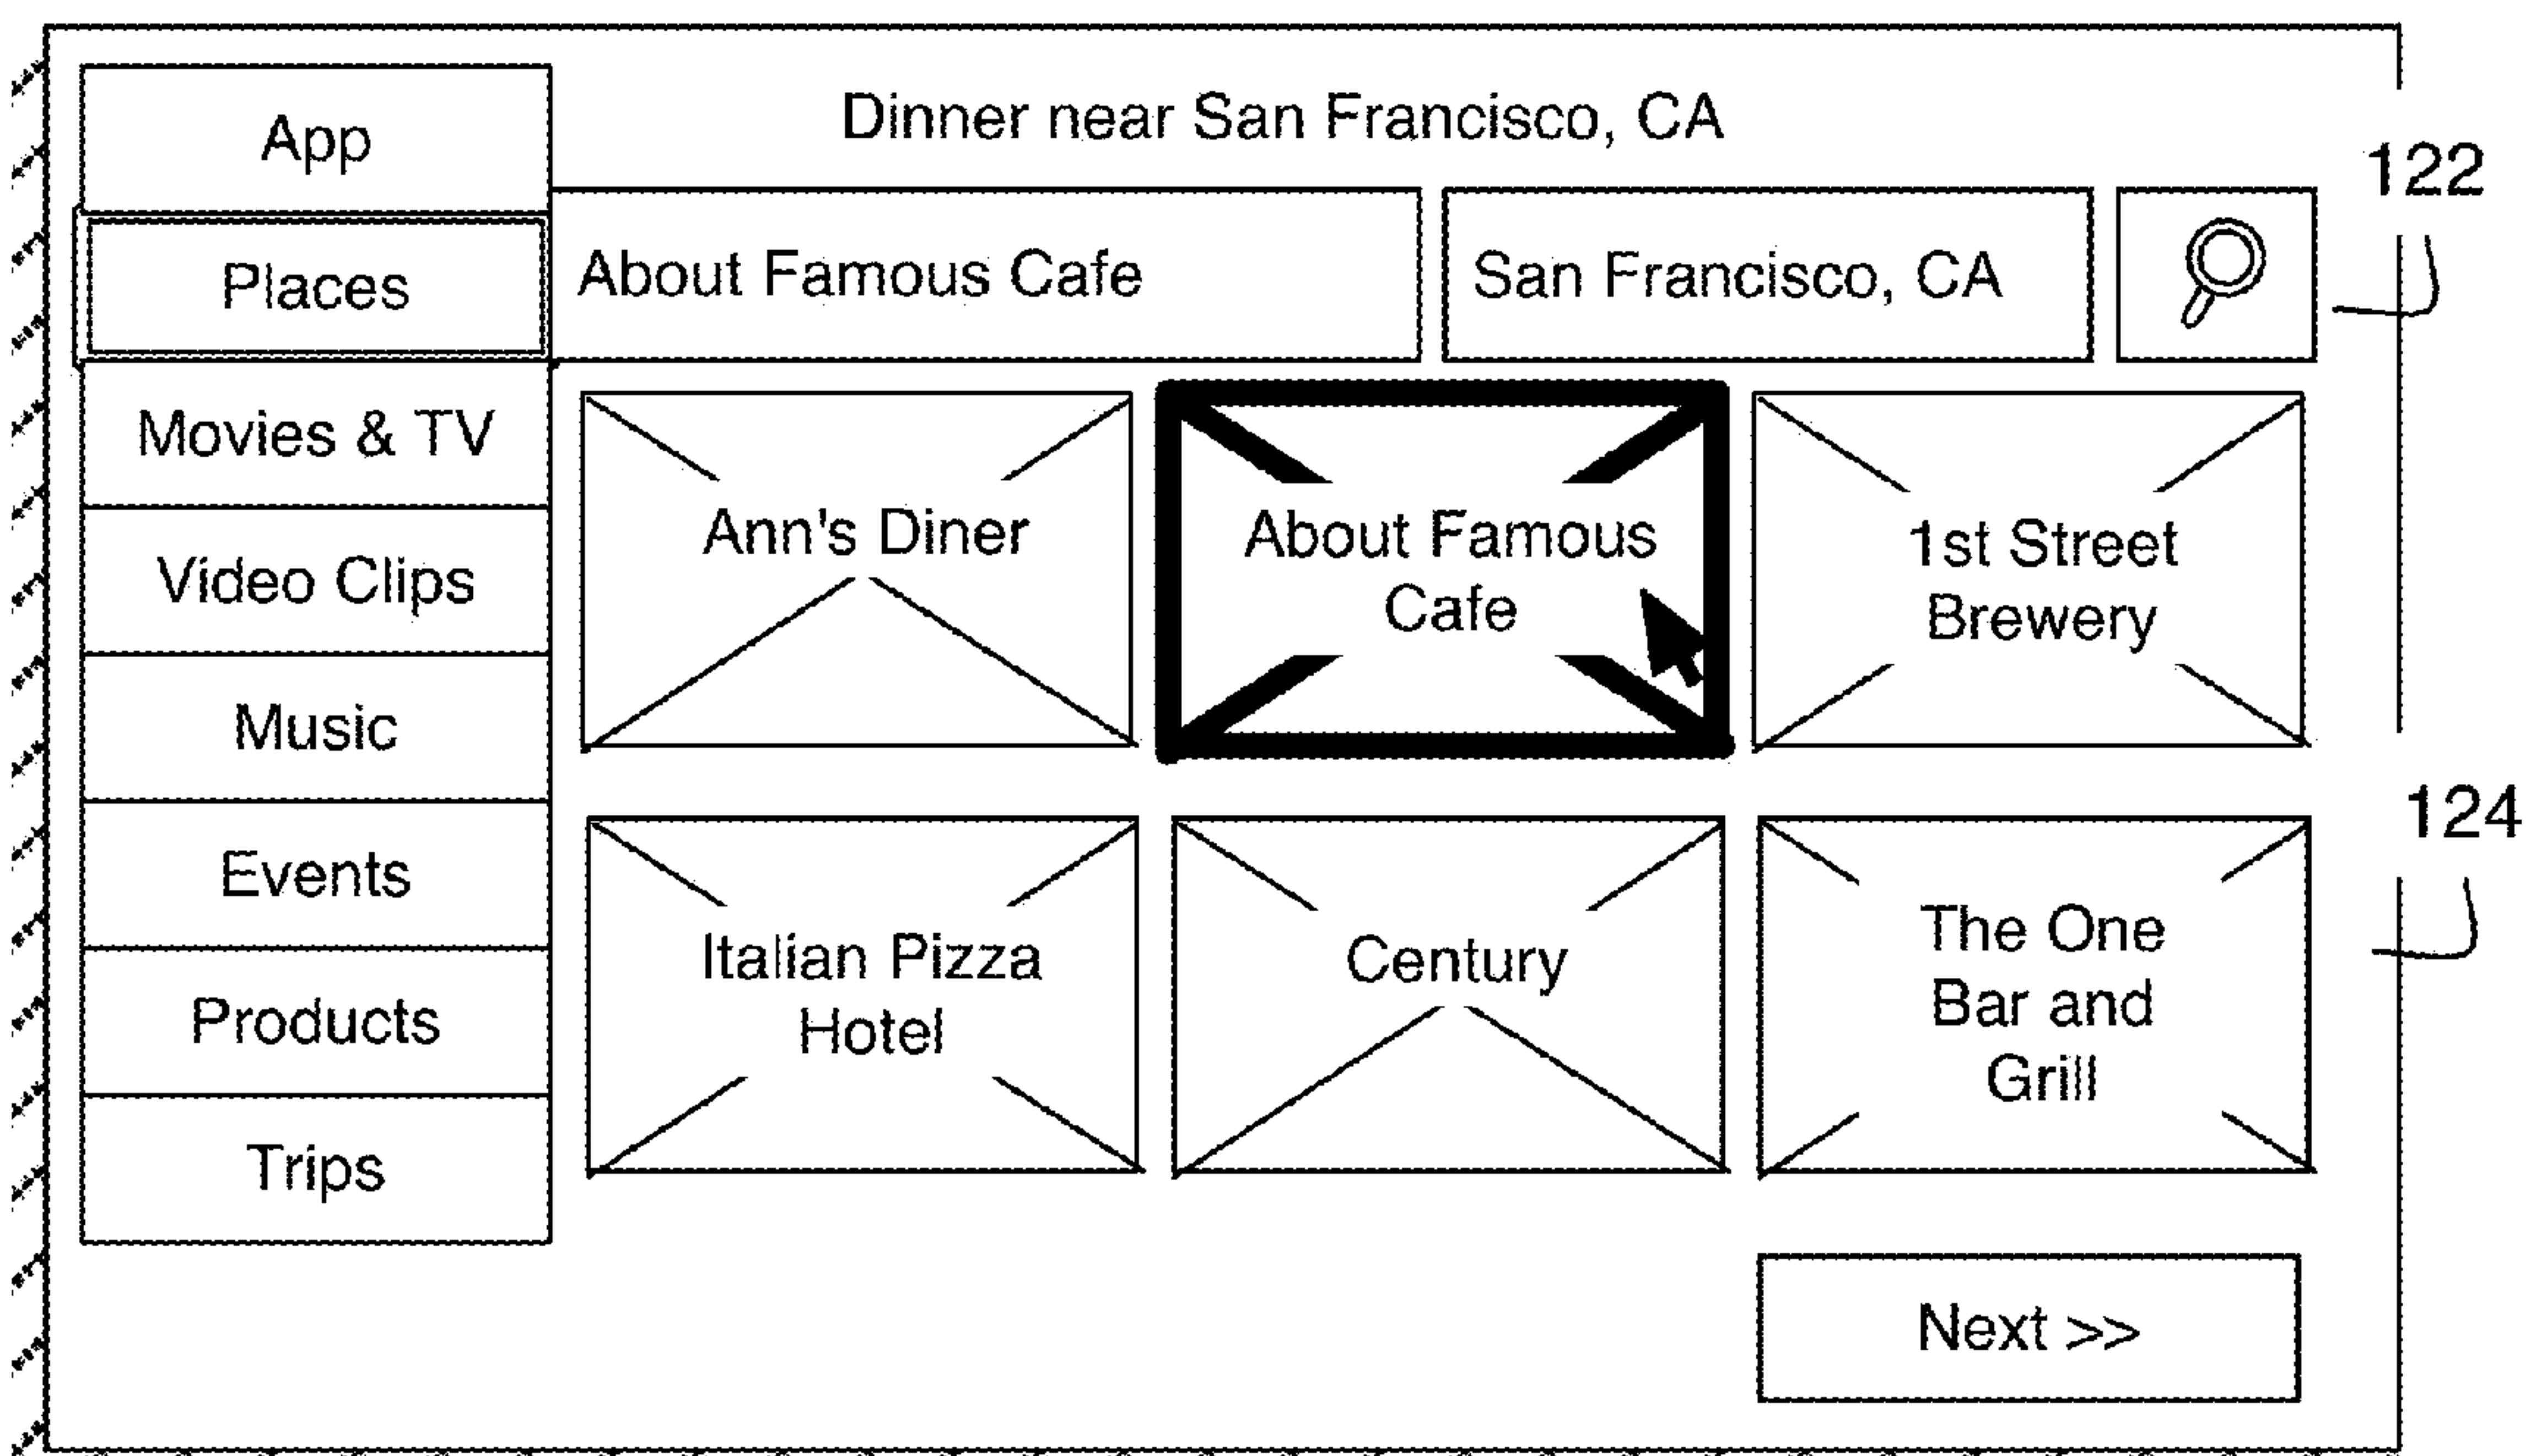 Dinner near San Francisco, CA
122
App
Places
Movies & TV
Video Clips
Music
Events
Products
Trips
About Famous Cafe
San Francisco, CA
Ann's Diner
About Famous
Cafe
1st Street
Brewery
124
Italian Pizza
Hotel
Century
The One
Bar and
Grill
Next >>